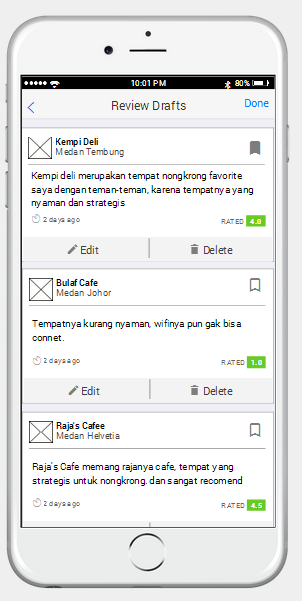 10:01 PM
80%
Review Drafts
Done
Kempi Deli
Medan Tembung
Kempi deli merupakan tempat nongkrong favorite
saya dengan teman-teman, karena tempatnya yang
nyaman dan strategis
2 days ago
RATED 4.0
Edit
Delete
Bulaf Cafe
Medan Johor
Tempatnya kurang nyaman, wifinya pun gak bisa
connet.
2 days ago
RATED 1.0
Edit
Delete
Raja's Cafee
Medan Helvetia
Raja's Cafe memang rajanya cafe, tempat yang
strategis untuk nongkrong. dan sangat recomend
2 days ago
RATED 4.5